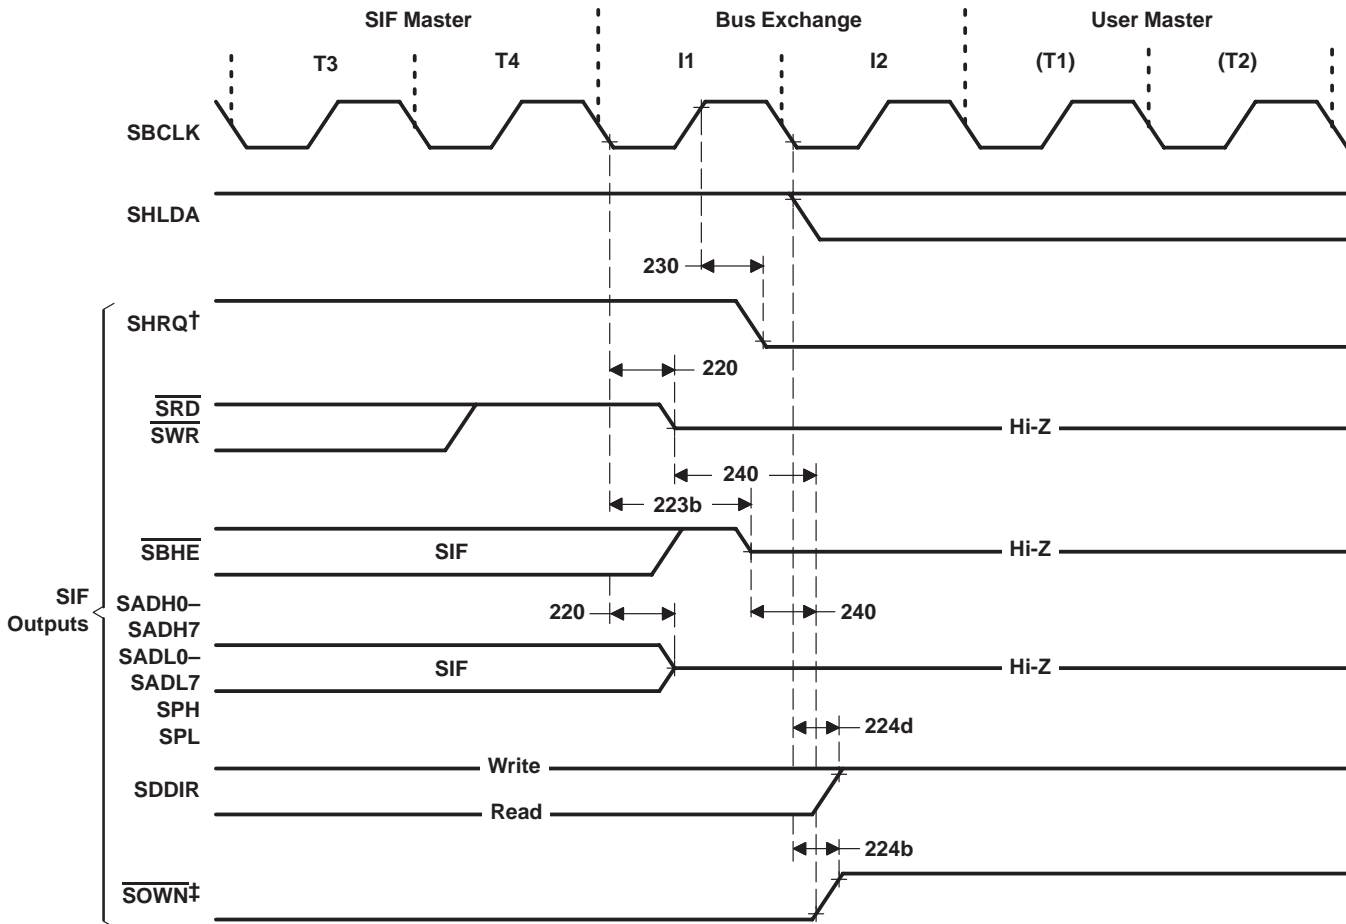 SIF Master Bus Exchange User Master
T3 T4 I1 I2 (T1) (T2)
SBCLK
SHLDA
230
SHRQ†
220
SRD
SWR Hi-Z
240
223b
SBHE SIF Hi-Z
SIF
Outputs
SADH0–
SADH7
SADL0–
SADL7
SPH
SPL
220 240
SIF Hi-Z
224d
Write
SDDIR
Read
224b
SOWN‡